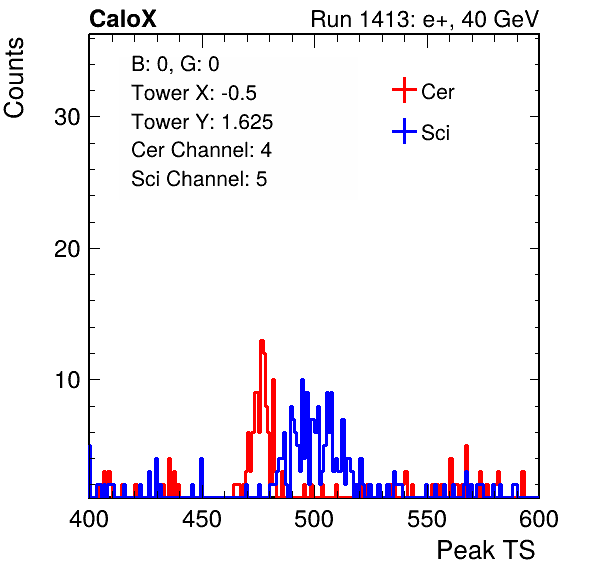 CaloX Run 1413: e+, 40 GeV
Counts
B: 0, G: 0
Tower X: -0.5
Tower Y: 1.625
Cer Channel: 4
Sci Channel: 5
Cer
Sci
30
20
10
400 450 500 550 600
Peak TS